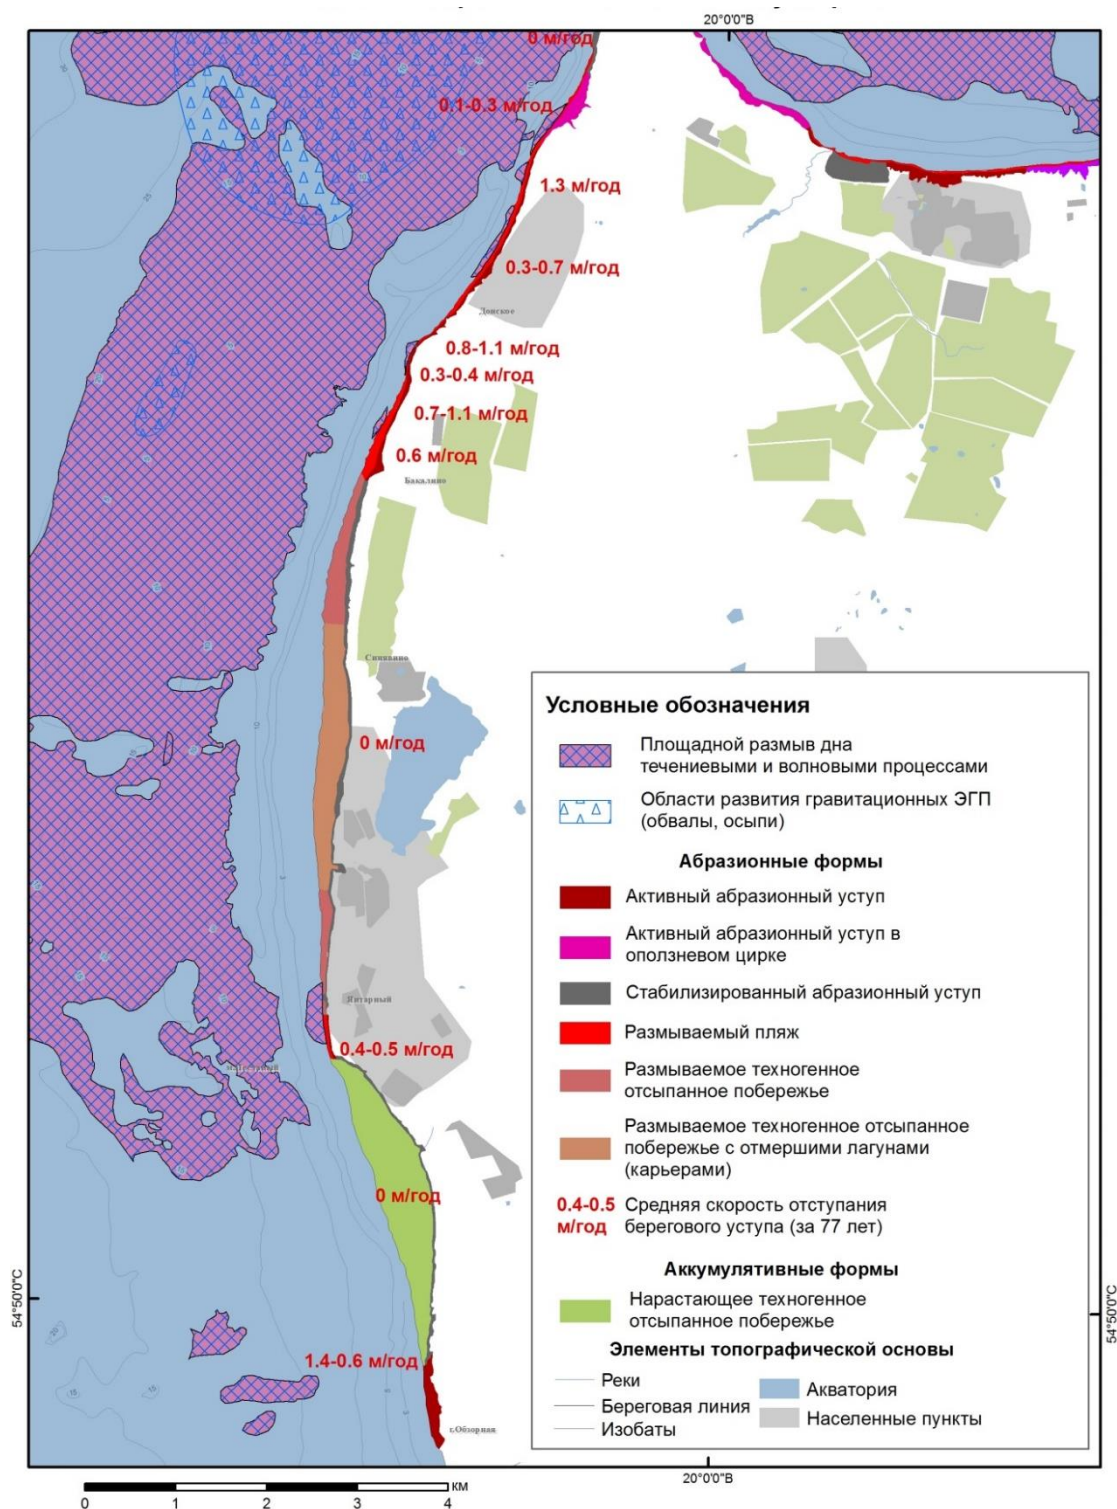 20°0'0"В
0 м/год
0.1-0.3 м/год
1.3 м/год
0.3-0.7 м/год
Донское
0.8-1.1 м/год
0.3-0.4 м/год
0.7-1.1 м/год
0.6 м/год
Бакалино
Синявино
0 м/год
Янтарный
0.4-0.5 м/год
0 м/год
1.4-0.6 м/год
г.Обзорная
54°50'0"С
54°50'0"С
Условные обозначения
Площадной размыв дна
течениевыми и волновыми процессами
Области развития гравитационных ЭГП
(обвалы, осыпи)
Абразионные формы
Активный абразионный уступ
Активный абразионный уступ в
оползневом цирке
Стабилизированный абразионный уступ
Размываемый пляж
Размываемое техногенное
отсыпанное побережье
Размываемое техногенное отсыпанное
побережье с отмершими лагунами
(карьерами)
0.4-0.5 Средняя скорость отступания
м/год берегового уступа (за 77 лет)
Аккумулятивные формы
Нарастающее техногенное
отсыпанное побережье
Элементы топографической основы
Реки
Береговая линия
Изобаты
Акватория
Населенные пункты
20°0'0"В
км
0 1 2 3 4